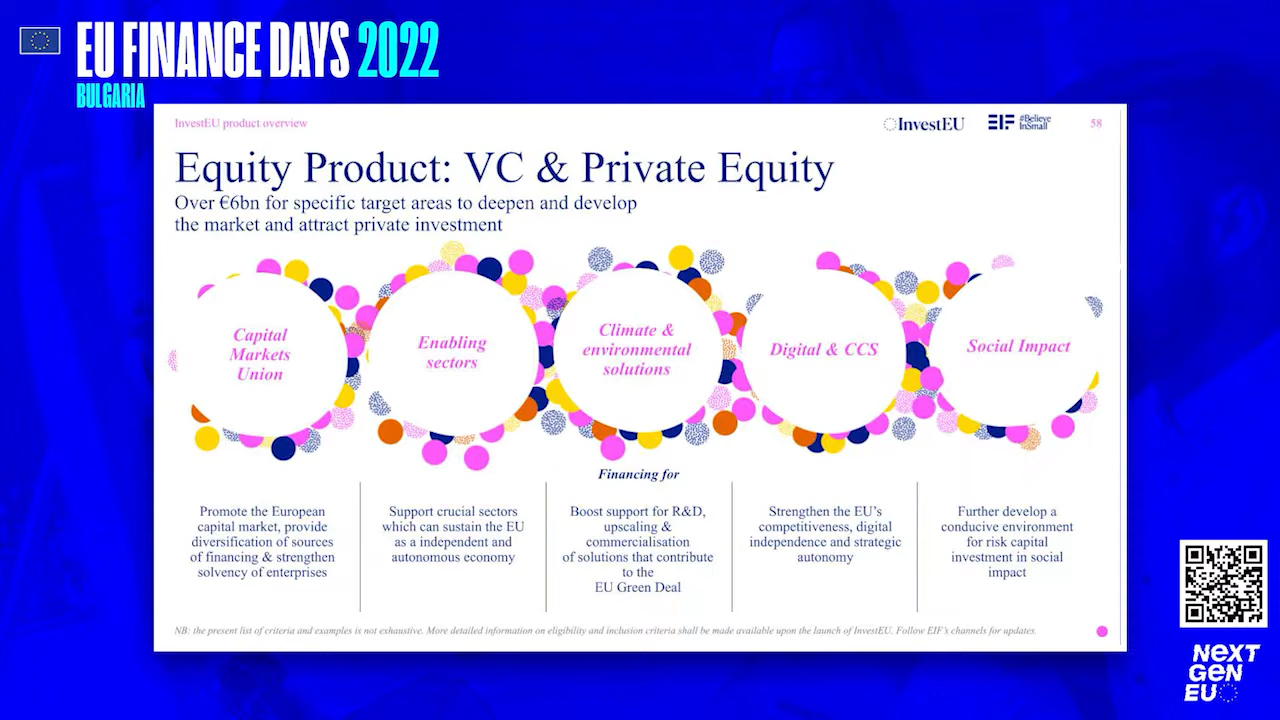 EU FINANCE DAYS 2022
BULGARIA
InvestEU product overview
InvestEU
EIF
#Believe
InSmall
58
Equity Product: VC & Private Equity
Over €6bn for specific target areas to deepen and develop
the market and attract private investment
Capital
Markets
Union
Enabling
sectors
Climate &
environmental
solutions
Digital & CCS
Social Impact
Financing for
Promote the European
capital market, provide
diversification of sources
of financing & strengthen
solvency of enterprises
Support crucial sectors
which can sustain the EU
as a independent and
autonomous economy
Boost support for R&D,
upscaling &
commercialisation
of solutions that contribute
to the
EU Green Deal
Strengthen the EU's
competitiveness, digital
independence and strategic
autonomy
Further develop a
conducive environment
for risk capital
investment in social
impact
NB: the present list of criteria and examples is not exhaustive. More detailed information on eligibility and inclusion criteria shall be made available upon the launch of InvestEU. Follow EIF's channels for updates.
NEXT
GEN
EU